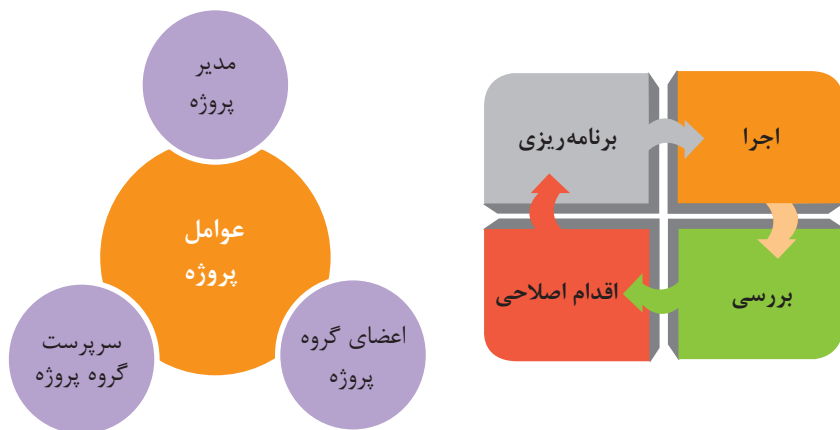 اجرا
برنامه‌ریزی
بررسی
اقدام اصلاحی
مدیر
پروژه
عوامل
پروژه
اعضای گروه
پروژه
سرپرست
گروه پروژه